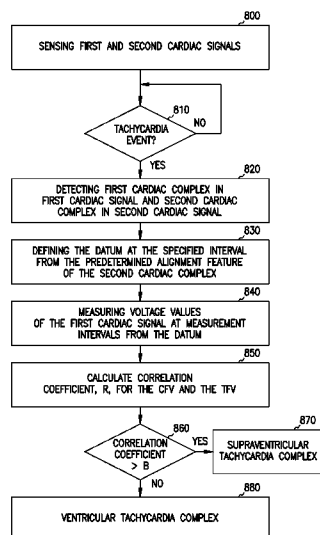 800
SENSING FIRST AND SECOND CARDIAC SIGNALS
810
TACHYCARDIA
EVENT?
NO
YES
820
DETECTING FIRST CARDIAC COMPLEX IN
FIRST CARDIAC SIGNAL AND SECOND CARDIAC
COMPLEX IN SECOND CARDIAC SIGNAL
830
DEFINING THE DATUM AT THE SPECIFIED INTERVAL
FROM THE PREDETERMINED ALIGNMENT FEATURE
OF THE SECOND CARDIAC COMPLEX
840
MEASURING VOLTAGE VALUES
OF THE FIRST CARDIAC SIGNAL AT MEASUREMENT
INTERVALS FROM THE DATUM
850
CALCULATE CORRELATION
COEFFICIENT, R, FOR THE CFV AND THE TFV
860
CORRELATION
COEFFICIENT
> B
YES
870
SUPRAVENTRICULAR
TACHYCARDIA COMPLEX
NO
880
VENTRICULAR TACHYCARDIA COMPLEX